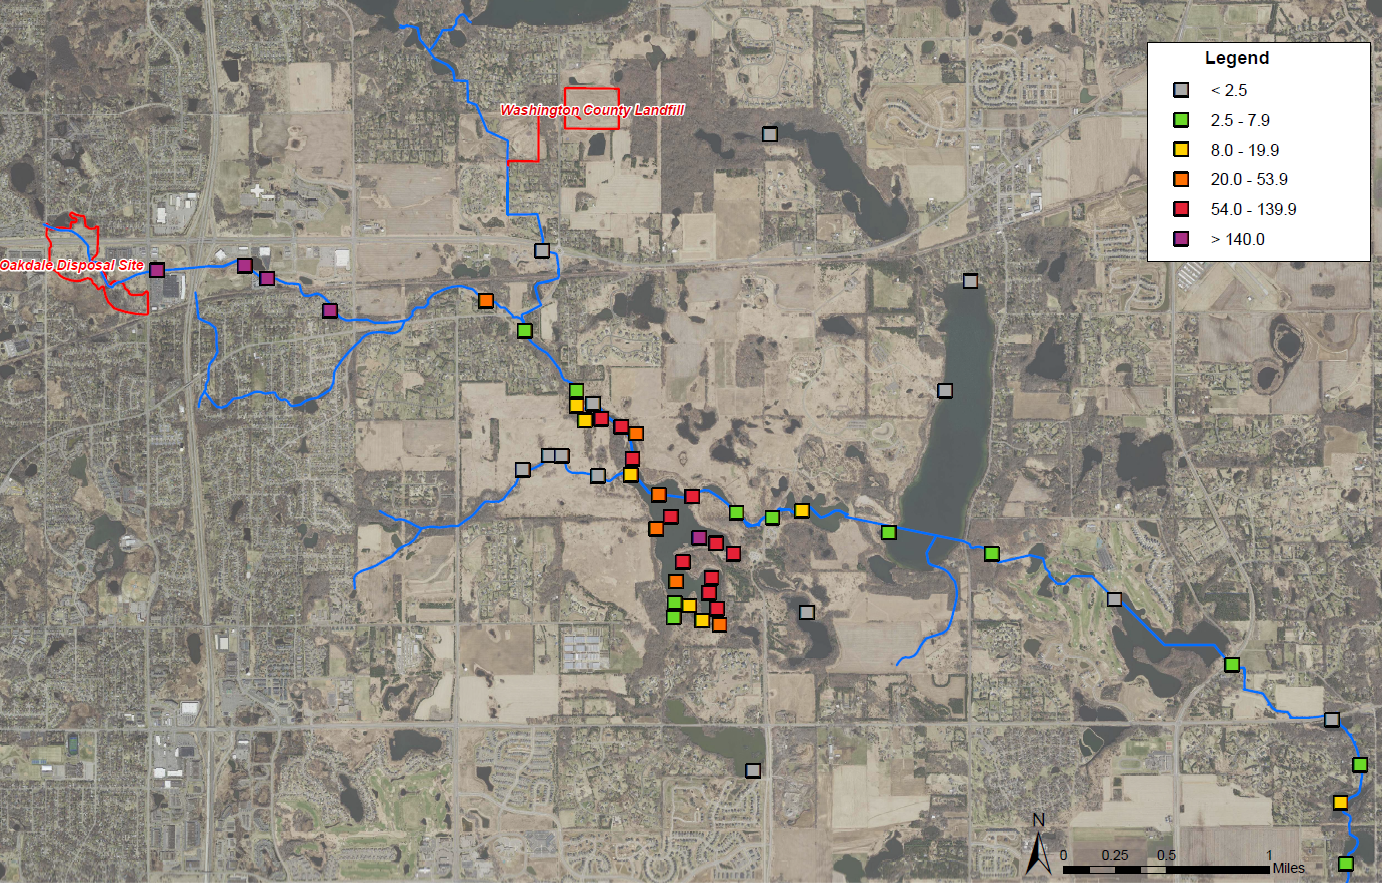 Legend
< 2.5
2.5 - 7.9
8.0 - 19.9
20.0 - 53.9
54.0 - 139.9
> 140.0
Washington County Landfill
Oakdale Disposal Site
N
0 0.25 0.5 1
Miles